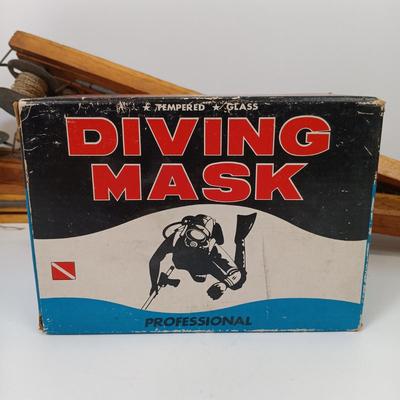 ★ TEMPERED ★ GLASS
DIVING
MASK
PROFESSIONAL